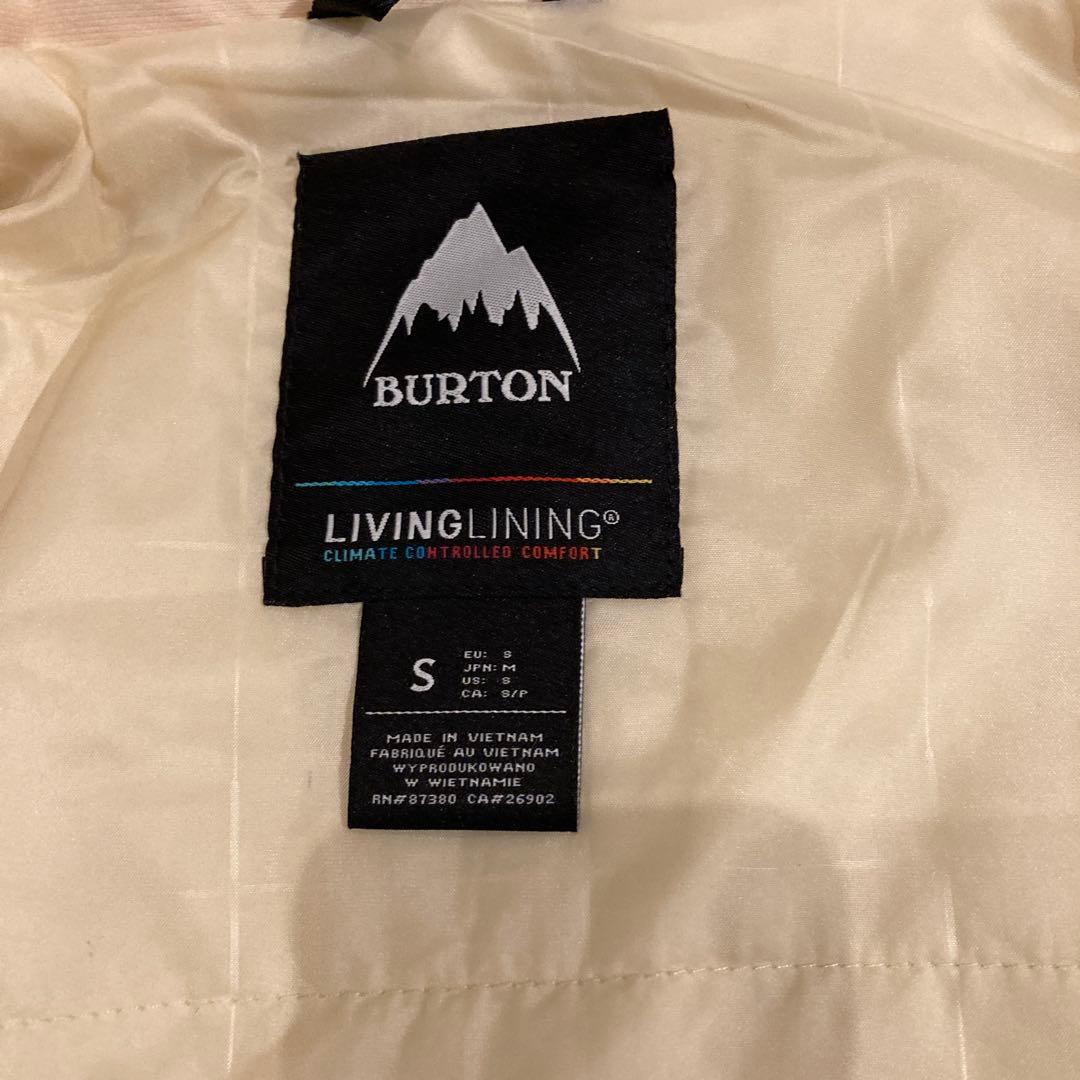 BURTON
LIVINGLINING®
CLIMATE CONTROLLED COMFORT
S
EU: S
JPN: M
US: S
CA: S/P
MADE IN VIETNAM
FABRIQUÉ AU VIETNAM
WYPRODUKOWANO
W WIETNAMIE
RN#87380 CA#26902